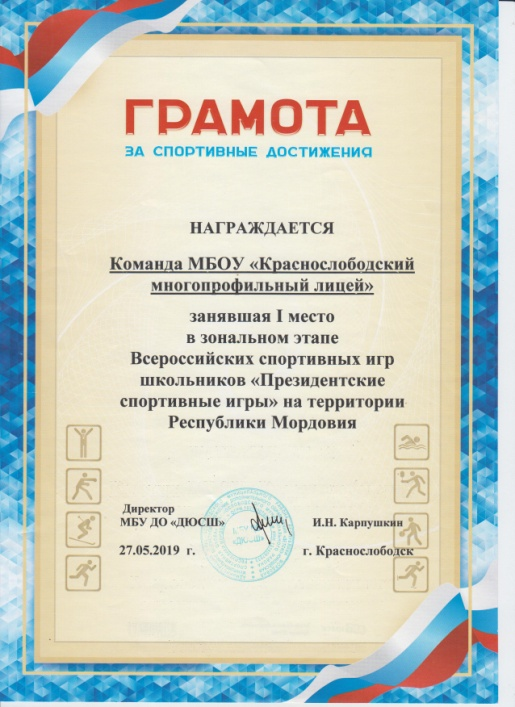 ГРАМОТА
ЗА СПОРТИВНЫЕ ДОСТИЖЕНИЯ
НАГРАЖДАЕТСЯ
Команда МБОУ «Краснослободский
многопрофильный лицей»
занявшая I место
в зональном этапе
Всероссийских спортивных игр
школьников «Президентские
спортивные игры» на территории
Республики Мордовия
Директор
МБУ ДО «ДЮСШ» И.Н. Карпушкин
27.05.2019 г. г. Краснослободск
«ДЮСШ»